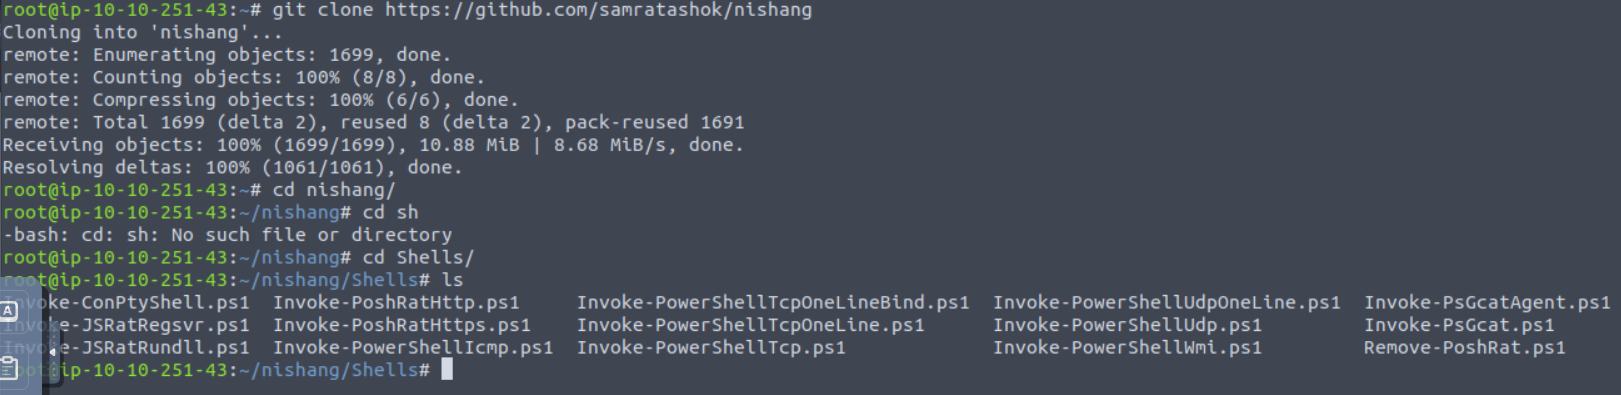 root@ip-10-10-251-43:~# git clone https://github.com/samratashok/nishang
Cloning into 'nishang'...
remote: Enumerating objects: 1699, done.
remote: Counting objects: 100% (8/8), done.
remote: Compressing objects: 100% (6/6), done.
remote: Total 1699 (delta 2), reused 8 (delta 2), pack-reused 1691
Receiving objects: 100% (1699/1699), 10.88 MiB | 8.68 MiB/s, done.
Resolving deltas: 100% (1061/1061), done.
root@ip-10-10-251-43:~# cd nishang/
root@ip-10-10-251-43:~/nishang# cd sh
-bash: cd: sh: No such file or directory
root@ip-10-10-251-43:~/nishang# cd Shells/
root@ip-10-10-251-43:~/nishang/Shells# ls
Invoke-ConPtyShell.ps1  Invoke-PoshRatHttp.ps1     Invoke-PowerShellTcpOneLineBind.ps1  Invoke-PowerShellUdpOneLine.ps1  Invoke-PsGcatAgent.ps1
Invoke-JSRatRegsvr.ps1  Invoke-PoshRatHttps.ps1    Invoke-PowerShellTcpOneLine.ps1      Invoke-PowerShellUdp.ps1         Invoke-PsGcat.ps1
Invoke-JSRatRundll.ps1  Invoke-PowerShellIcmp.ps1  Invoke-PowerShellTcp.ps1             Invoke-PowerShellWmi.ps1         Remove-PoshRat.ps1
root@ip-10-10-251-43:~/nishang/Shells#
A